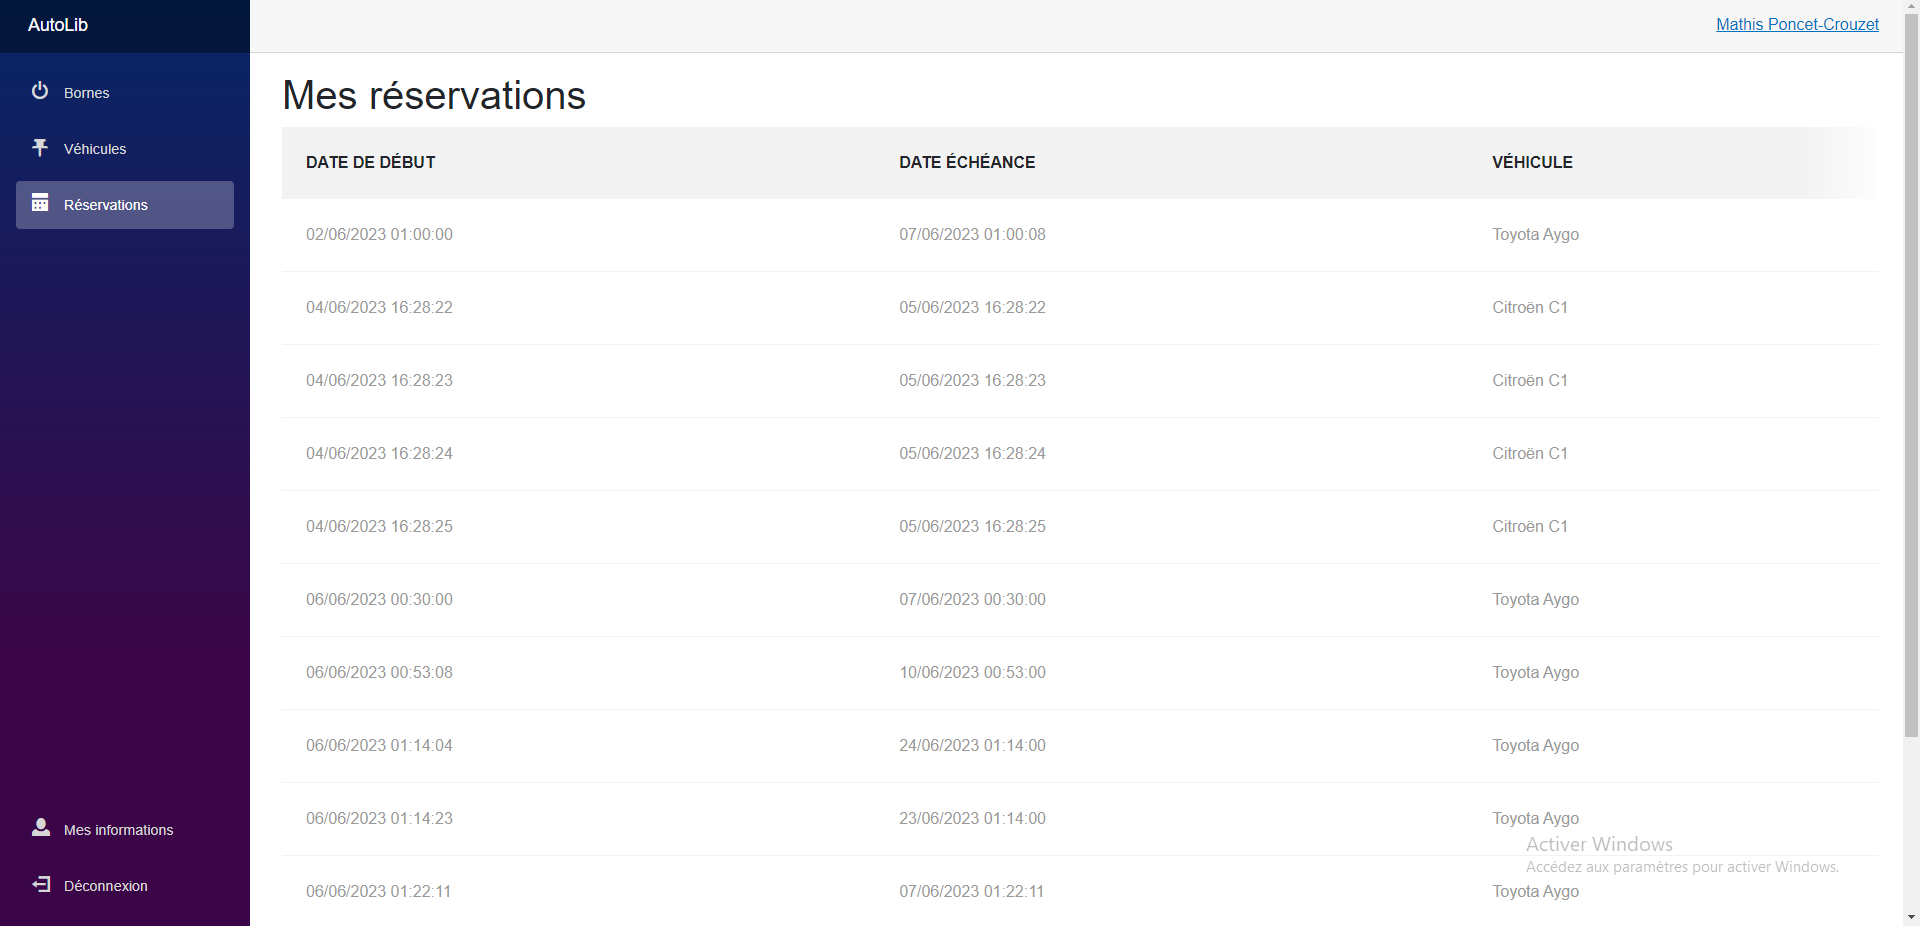 AutoLib
Mathis Poncet-Crouzet
Bornes
Véhicules
Réservations
Mes informations
Déconnexion
Mes réservations
DATE DE DÉBUT DATE ÉCHÉANCE VÉHICULE
02/06/2023 01:00:00 07/06/2023 01:00:08 Toyota Aygo
04/06/2023 16:28:22 05/06/2023 16:28:22 Citroën C1
04/06/2023 16:28:23 05/06/2023 16:28:23 Citroën C1
04/06/2023 16:28:24 05/06/2023 16:28:24 Citroën C1
04/06/2023 16:28:25 05/06/2023 16:28:25 Citroën C1
06/06/2023 00:30:00 07/06/2023 00:30:00 Toyota Aygo
06/06/2023 00:53:08 10/06/2023 00:53:00 Toyota Aygo
06/06/2023 01:14:04 24/06/2023 01:14:00 Toyota Aygo
06/06/2023 01:14:23 23/06/2023 01:14:00 Toyota Aygo
Activer Windows
Accédez aux paramètres pour activer Windows.
06/06/2023 01:22:11 07/06/2023 01:22:11 Toyota Aygo